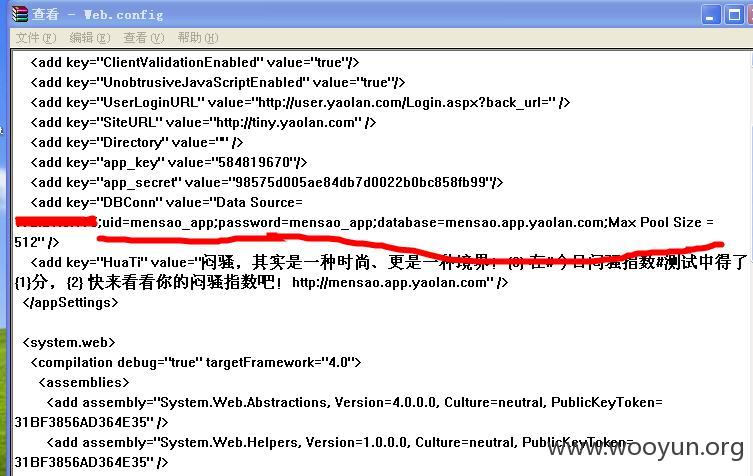 查看 - Web.config
文件(F) 编辑(E) 查看(V) 帮助(H)
<add key="ClientValidationEnabled" value="true"/>
<add key="UnobtrusiveJavaScriptEnabled" value="true"/>
<add key="UserLoginURL" value="http://user.yaolan.com/Login.aspx?back_url=" />
<add key="SiteURL" value="http://tiny.yaolan.com" />
<add key="Directory" value="" />
<add key="app_key" value="584819670"/>
<add key="app_secret" value="98575d005ae84db7d0022b0bc858fb99"/>
<add key="DBConn" value="Data Source=
;uid=mensao_app;password=mensao_app;database=mensao.app.yaolan.com;Max Pool Size =
512" />
<add key="HuaTi" value="闷骚，其实是一种时尚、更是一种境界！{0} 在#今日闷骚指数#测试中得了
{1}分，{2} 快来看看你的闷骚指数吧！http://mensao.app.yaolan.com" />
</appSettings>
<system.web>
<compilation debug="true" targetFramework="4.0">
<assemblies>
<add assembly="System.Web.Abstractions, Version=4.0.0.0, Culture=neutral, PublicKeyToken=
31BF3856AD364E35" />
<add assembly="System.Web.Helpers, Version=1.0.0.0, Culture=neutral, PublicKeyToken=
31BF3856AD364E35" />
www.wooyun.org